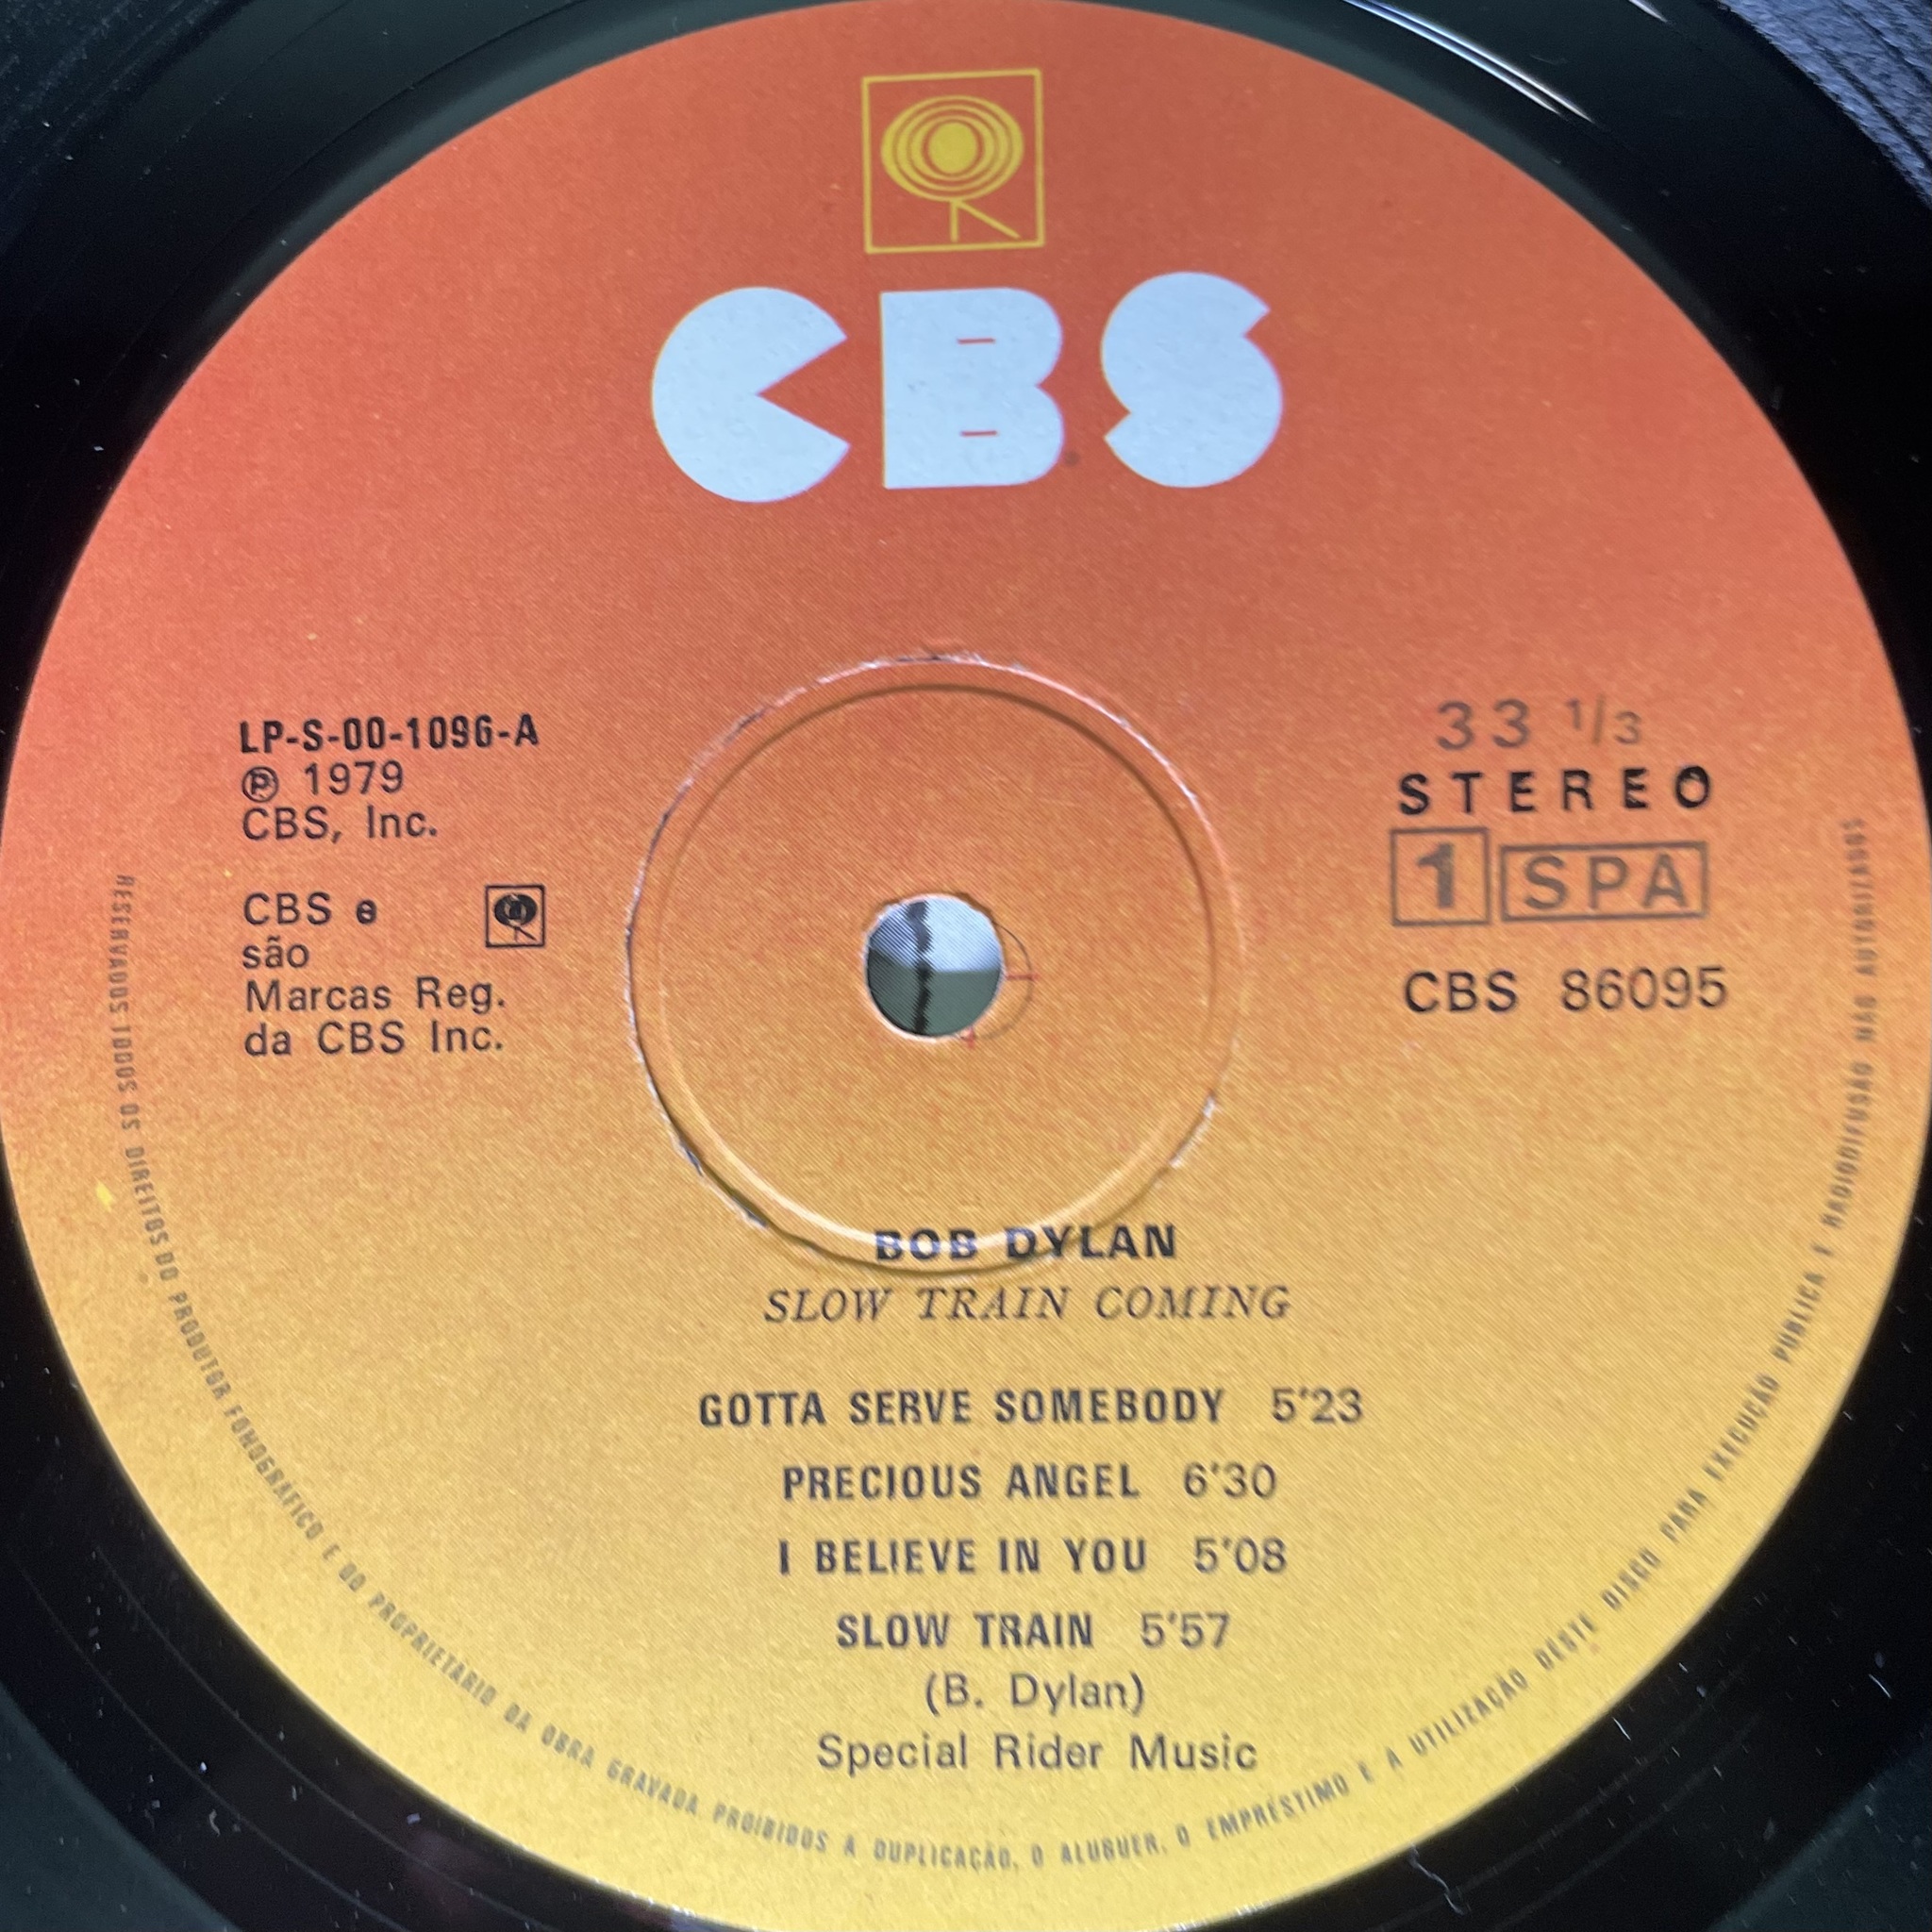 CBS
LP-S-00-1096-A
℗ 1979
CBS, Inc.
CBS e
são
Marcas Reg.
da CBS Inc.
33 1/3
STEREO
1 SPA
CBS 86095
BOB DYLAN
SLOW TRAIN COMING
GOTTA SERVE SOMEBODY 5'23
PRECIOUS ANGEL 6'30
I BELIEVE IN YOU 5'08
SLOW TRAIN 5'57
(B. Dylan)
Special Rider Music
RESERVADOS TODOS OS DIREITOS DO PRODUTOR FONOGRÁFICO E DO PROPRIETARIO DA OBRA GRAVADA. PROIBIDOS A DUPLICAÇÃO, O ALUGUER, O EMPRÉSTIMO E A UTILIZAÇÃO DESTE DISCO PARA EXECUÇÃO PUBLICA E RADIODIFUSÃO NÃO AUTORIZADOS